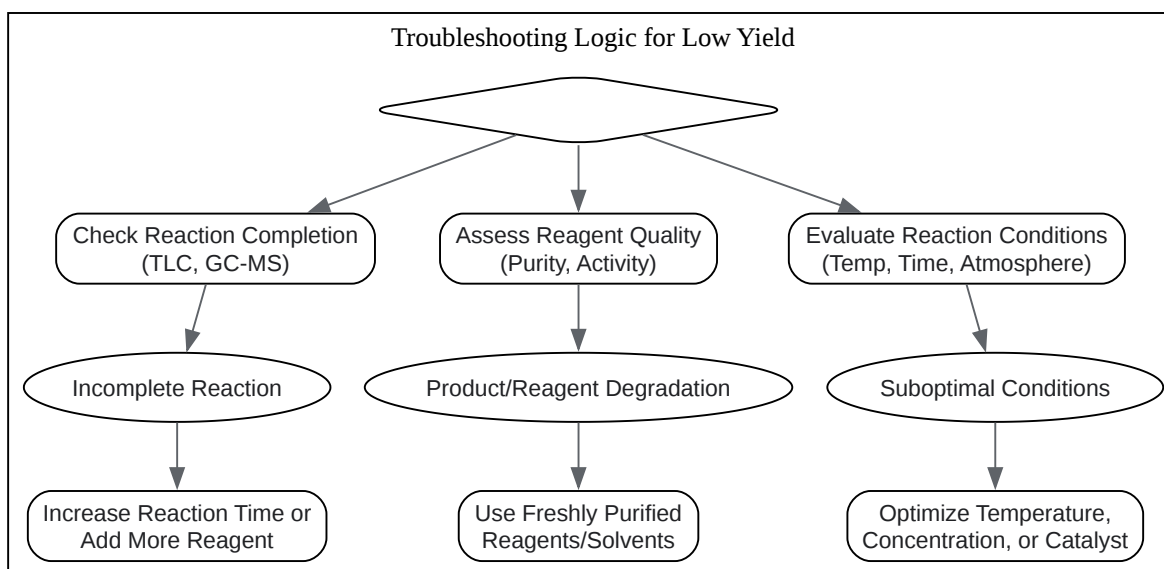 Troubleshooting Logic for Low Yield
Check Reaction Completion
(TLC, GC-MS)
Assess Reagent Quality
(Purity, Activity)
Evaluate Reaction Conditions
(Temp, Time, Atmosphere)
Incomplete Reaction
Product/Reagent Degradation
Suboptimal Conditions
Increase Reaction Time or
Add More Reagent
Use Freshly Purified
Reagents/Solvents
Optimize Temperature,
Concentration, or Catalyst